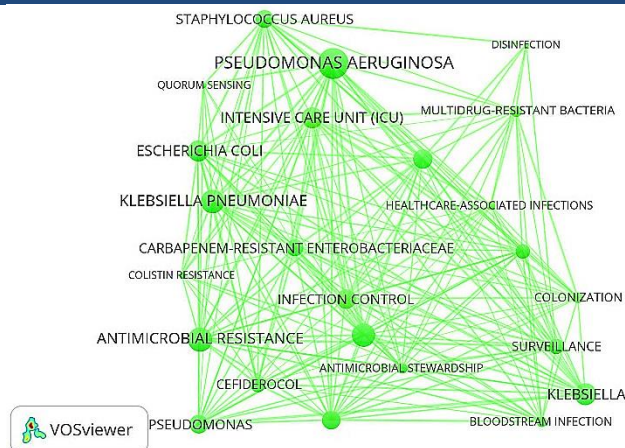 STAPHYLOCOCCUS AUREUS
DISINFECTION
PSEUDOMONAS AERUGINOSA
QUORUM SENSING
MULTIDRUG-RESISTANT BACTERIA
INTENSIVE CARE UNIT (ICU)
ESCHERICHIA COLI
KLEBSIELLA PNEUMONIAE
HEALTHCARE-ASSOCIATED INFECTIONS
CARBAPENEM-RESISTANT ENTEROBACTERIACEAE
COLISTIN RESISTANCE
INFECTION CONTROL
COLONIZATION
ANTIMICROBIAL RESISTANCE
SURVEILLANCE
ANTIMICROBIAL STEWARDSHIP
CEFIDEROCOL
KLEBSIELLA
PSEUDOMONAS
BLOODSTREAM INFECTION
VOSviewer